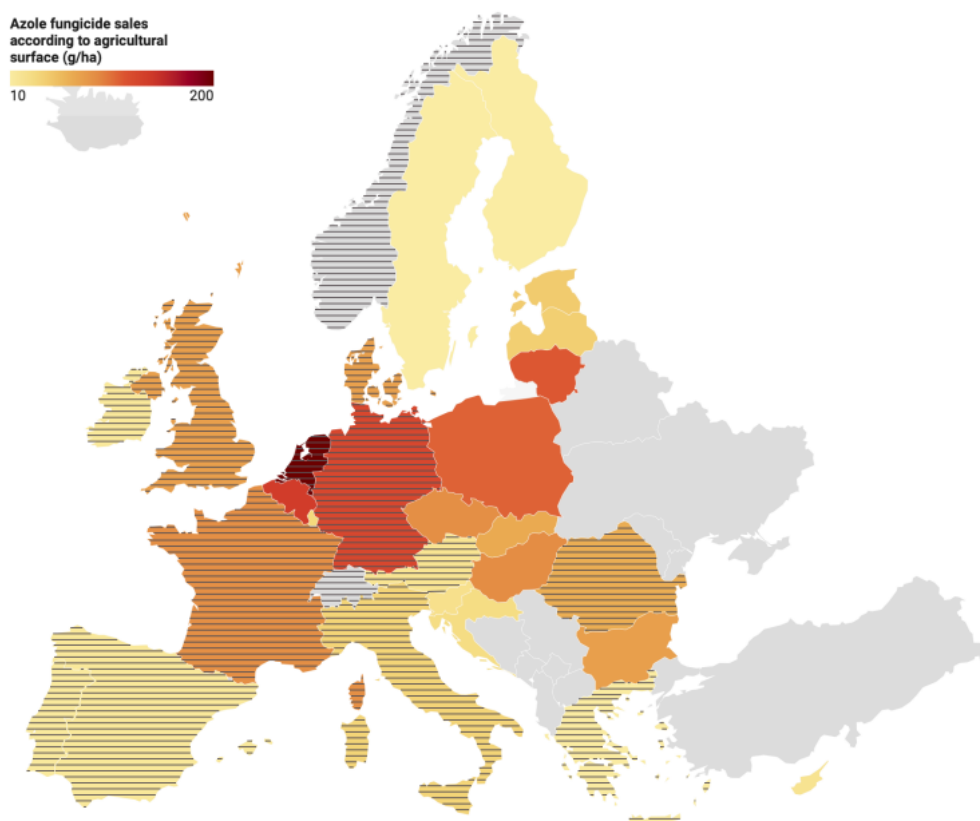 Azole fungicide sales
according to agricultural
surface (g/ha)
10 200